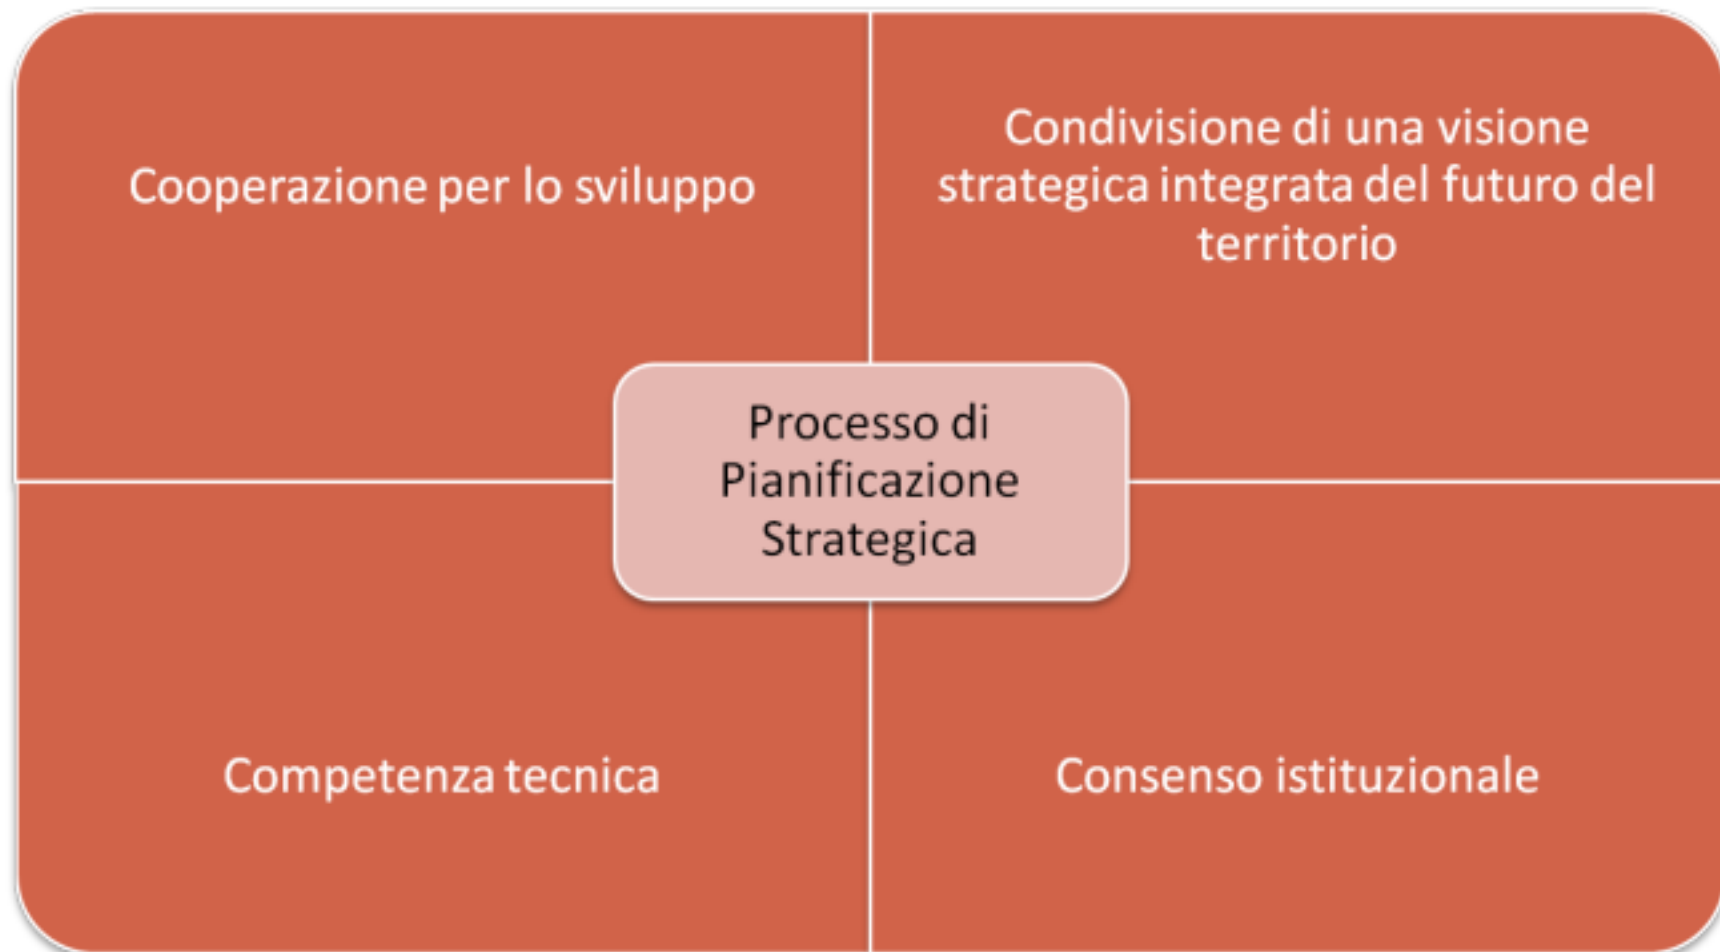 Cooperazione per lo sviluppo
Condivisione di una visione
strategica integrata del futuro del
territorio
Processo di
Pianificazione
Strategica
Competenza tecnica
Consenso istituzionale